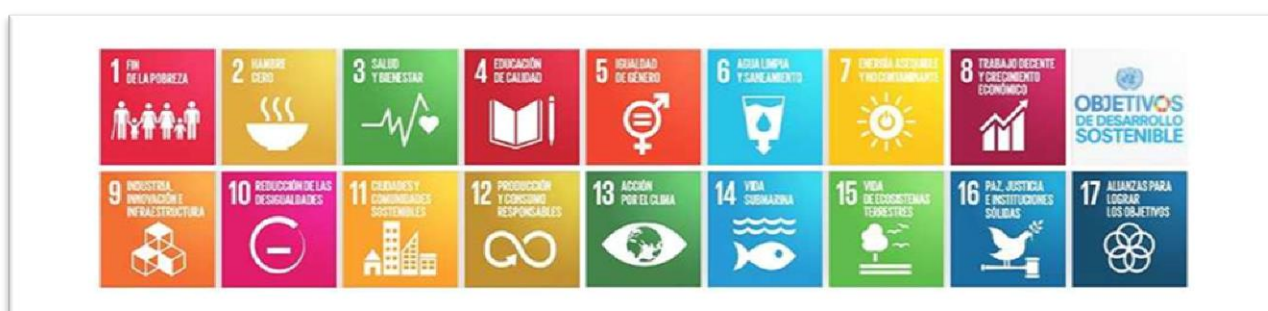 1 FIN
DE LA POBREZA
2 HAMBRE
CERO
3 SALUD
Y BIENESTAR
4 EDUCACIÓN
DE CALIDAD
5 IGUALDAD
DE GÉNERO
6 AGUA LIMPIA
Y SANEAMIENTO
7 ENERGÍA ASEQUIBLE
Y NO CONTAMINANTE
8 TRABAJO DECENTE
Y CRECIMIENTO
ECONÓMICO
OBJETIVOS
DE DESARROLLO
SOSTENIBLE
9 INDUSTRIA,
INNOVACIÓN E
INFRAESTRUCTURA
10 REDUCCIÓN DE LAS
DESIGUALDADES
11 CIUDADES Y
COMUNIDADES
SOSTENIBLES
12 PRODUCCIÓN
Y CONSUMO
RESPONSABLES
13 ACCIÓN
POR EL CLIMA
14 VIDA
SUBMARINA
15 VIDA
DE ECOSISTEMAS
TERRESTRES
16 PAZ, JUSTICIA
E INSTITUCIONES
SÓLIDAS
17 ALIANZAS PARA
LOGRAR
LOS OBJETIVOS